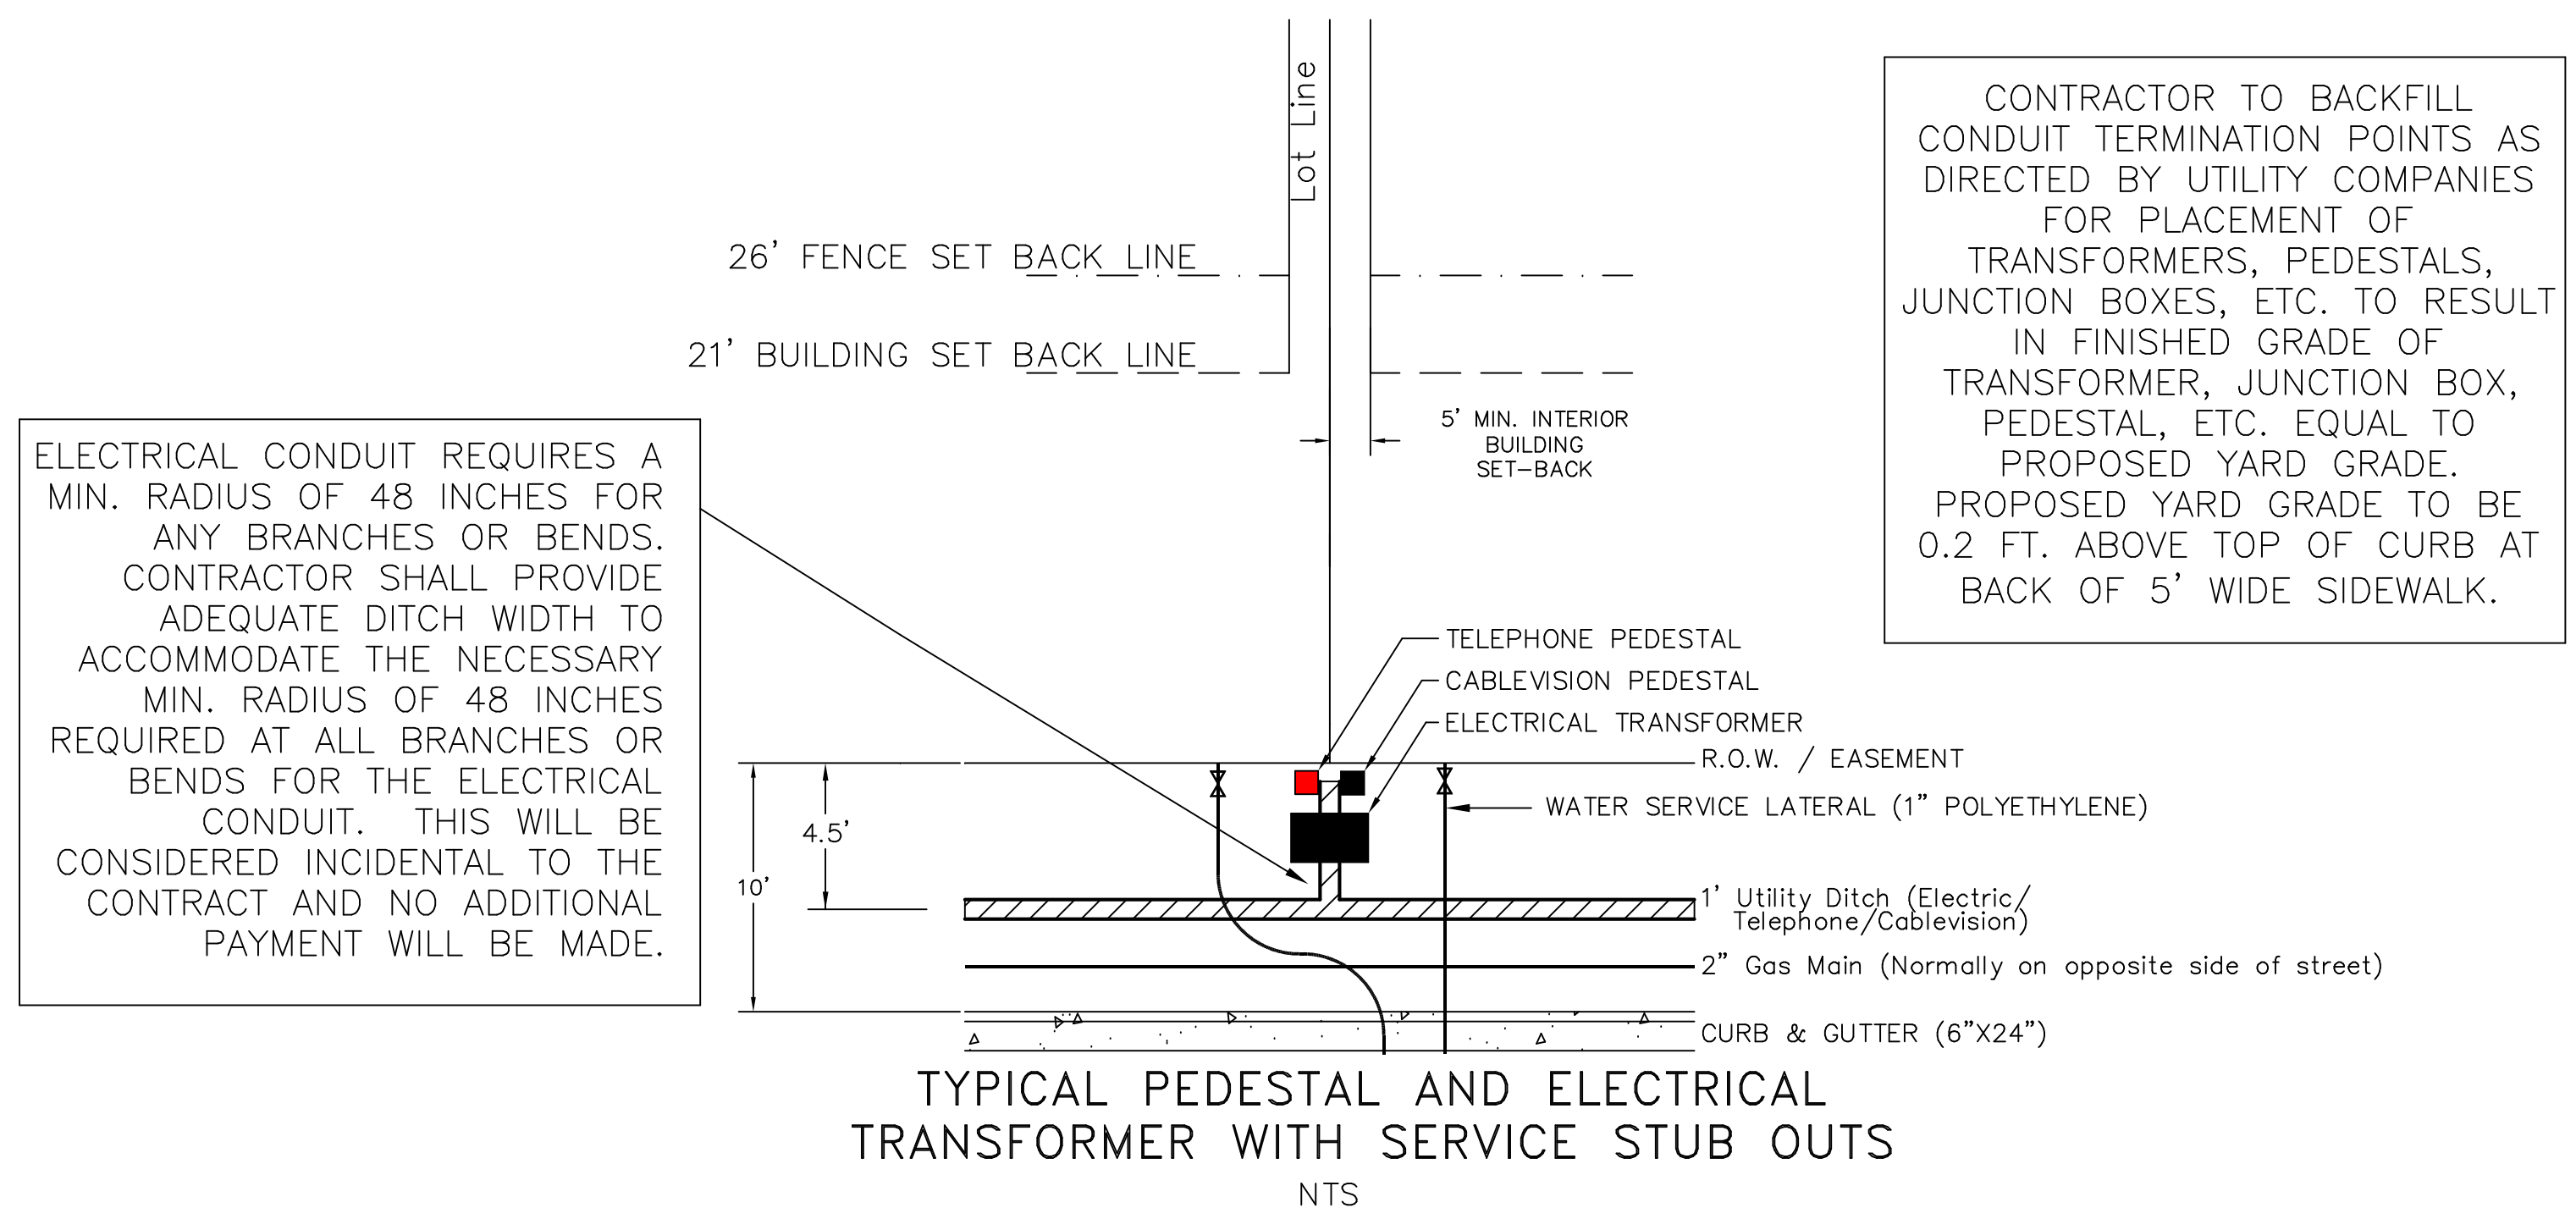 Lot Line
CONTRACTOR TO BACKFILL
CONDUIT TERMINATION POINTS AS
DIRECTED BY UTILITY COMPANIES
FOR PLACEMENT OF
TRANSFORMERS, PEDESTALS,
JUNCTION BOXES, ETC. TO RESULT
IN FINISHED GRADE OF
TRANSFORMER, JUNCTION BOX,
PEDESTAL, ETC. EQUAL TO
PROPOSED YARD GRADE.
PROPOSED YARD GRADE TO BE
0.2 FT. ABOVE TOP OF CURB AT
BACK OF 5' WIDE SIDEWALK.
26' FENCE SET BACK LINE
21' BUILDING SET BACK LINE
5' MIN. INTERIOR
BUILDING
SET-BACK
ELECTRICAL CONDUIT REQUIRES A
MIN. RADIUS OF 48 INCHES FOR
ANY BRANCHES OR BENDS.
CONTRACTOR SHALL PROVIDE
ADEQUATE DITCH WIDTH TO
ACCOMMODATE THE NECESSARY
MIN. RADIUS OF 48 INCHES
REQUIRED AT ALL BRANCHES OR
BENDS FOR THE ELECTRICAL
CONDUIT. THIS WILL BE
CONSIDERED INCIDENTAL TO THE
CONTRACT AND NO ADDITIONAL
PAYMENT WILL BE MADE.
TELEPHONE PEDESTAL
CABLEVISION PEDESTAL
ELECTRICAL TRANSFORMER
R.O.W. / EASEMENT
WATER SERVICE LATERAL (1" POLYETHYLENE)
4.5'
10'
1' Utility Ditch (Electric/
Telephone/Cablevision)
2" Gas Main (Normally on opposite side of street)
CURB & GUTTER (6"X24")
TYPICAL PEDESTAL AND ELECTRICAL
TRANSFORMER WITH SERVICE STUB OUTS
NTS